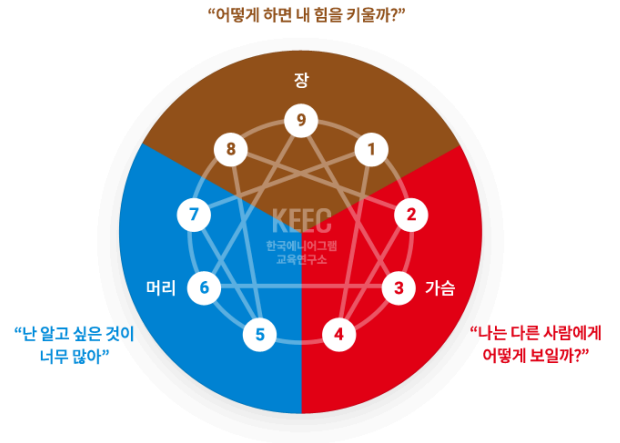 “어떻게 하면 내 힘을 키울까?”
장
9
8
1
7
2
KEEC
한국에니어그램
교육연구소
머리
6
3
가슴
5
4
“난 알고 싶은 것이
너무 많아”
“나는 다른 사람에게
어떻게 보일까?”